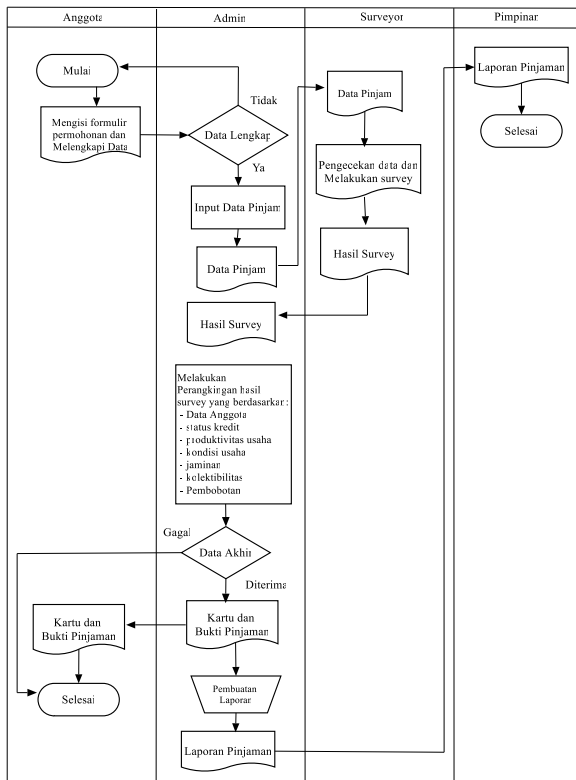 Anggota
Admin
Surveyor
Pimpinan
Mulai
Mengisi formulir
permohonan dan
Melengkapi Data
Tidak
Data Lengkap
Ya
Input Data Pinjam
Data Pinjam
Hasil Survey
Data Pinjam
Pengecekan data dan
Melakukan survey
Hasil Survey
Laporan Pinjaman
Selesai
Melakukan
Perangkingan hasil
survey yang berdasarkan :
- Data Anggota
- status kredit
- produktivitas usaha
- kondisi usaha
- jaminan
- kolektibilitas
- Pembobotan
Gagal
Data Akhir
Diterima
Kartu dan
Bukti Pinjaman
Kartu dan
Bukti Pinjaman
Selesai
Pembuatan
Laporan
Laporan Pinjaman